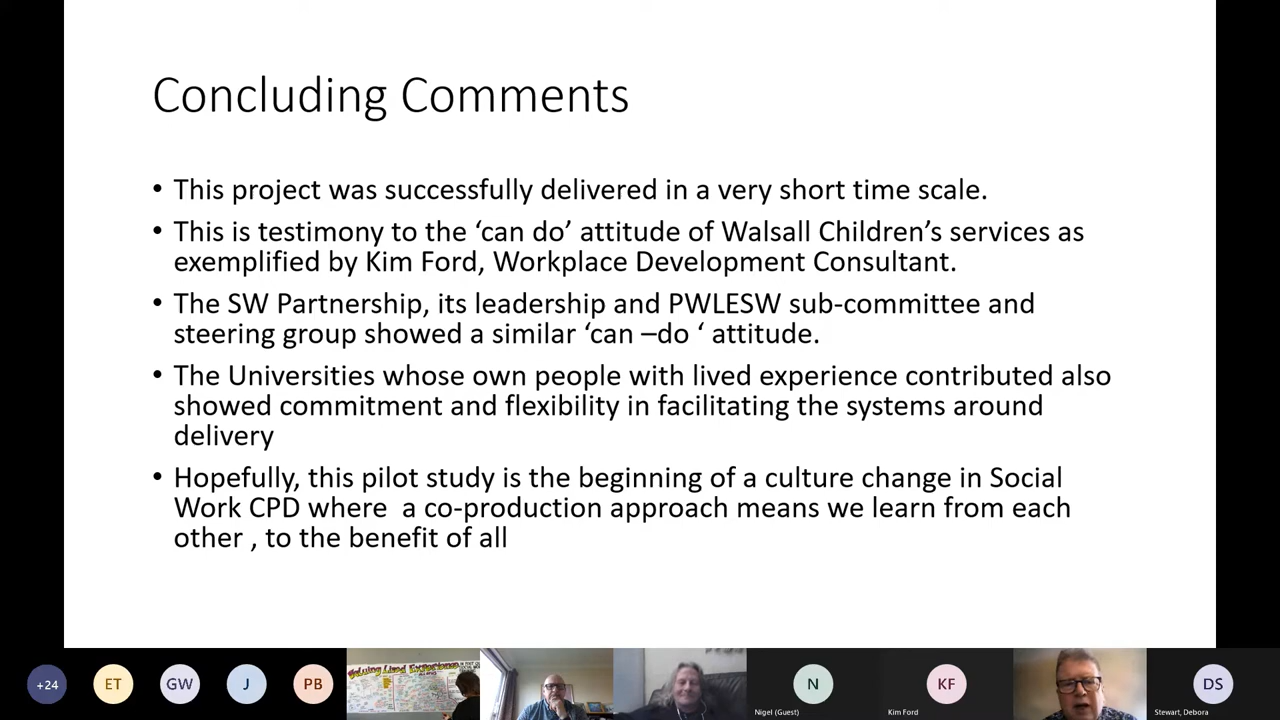 Concluding Comments
• This project was successfully delivered in a very short time scale.
• This is testimony to the ‘can do’ attitude of Walsall Children’s services as
exemplified by Kim Ford, Workplace Development Consultant.
• The SW Partnership, its leadership and PWLESW sub-committee and
steering group showed a similar ‘can –do ‘ attitude.
• The Universities whose own people with lived experience contributed also
showed commitment and flexibility in facilitating the systems around
delivery
• Hopefully, this pilot study is the beginning of a culture change in Social
Work CPD where  a co-production approach means we learn from each
other , to the benefit of all
+24
ET
GW
J
PB
Valuing Lived Experience
N
Nigel (Guest)
KF
Kim Ford
DS
Stewart, Debora